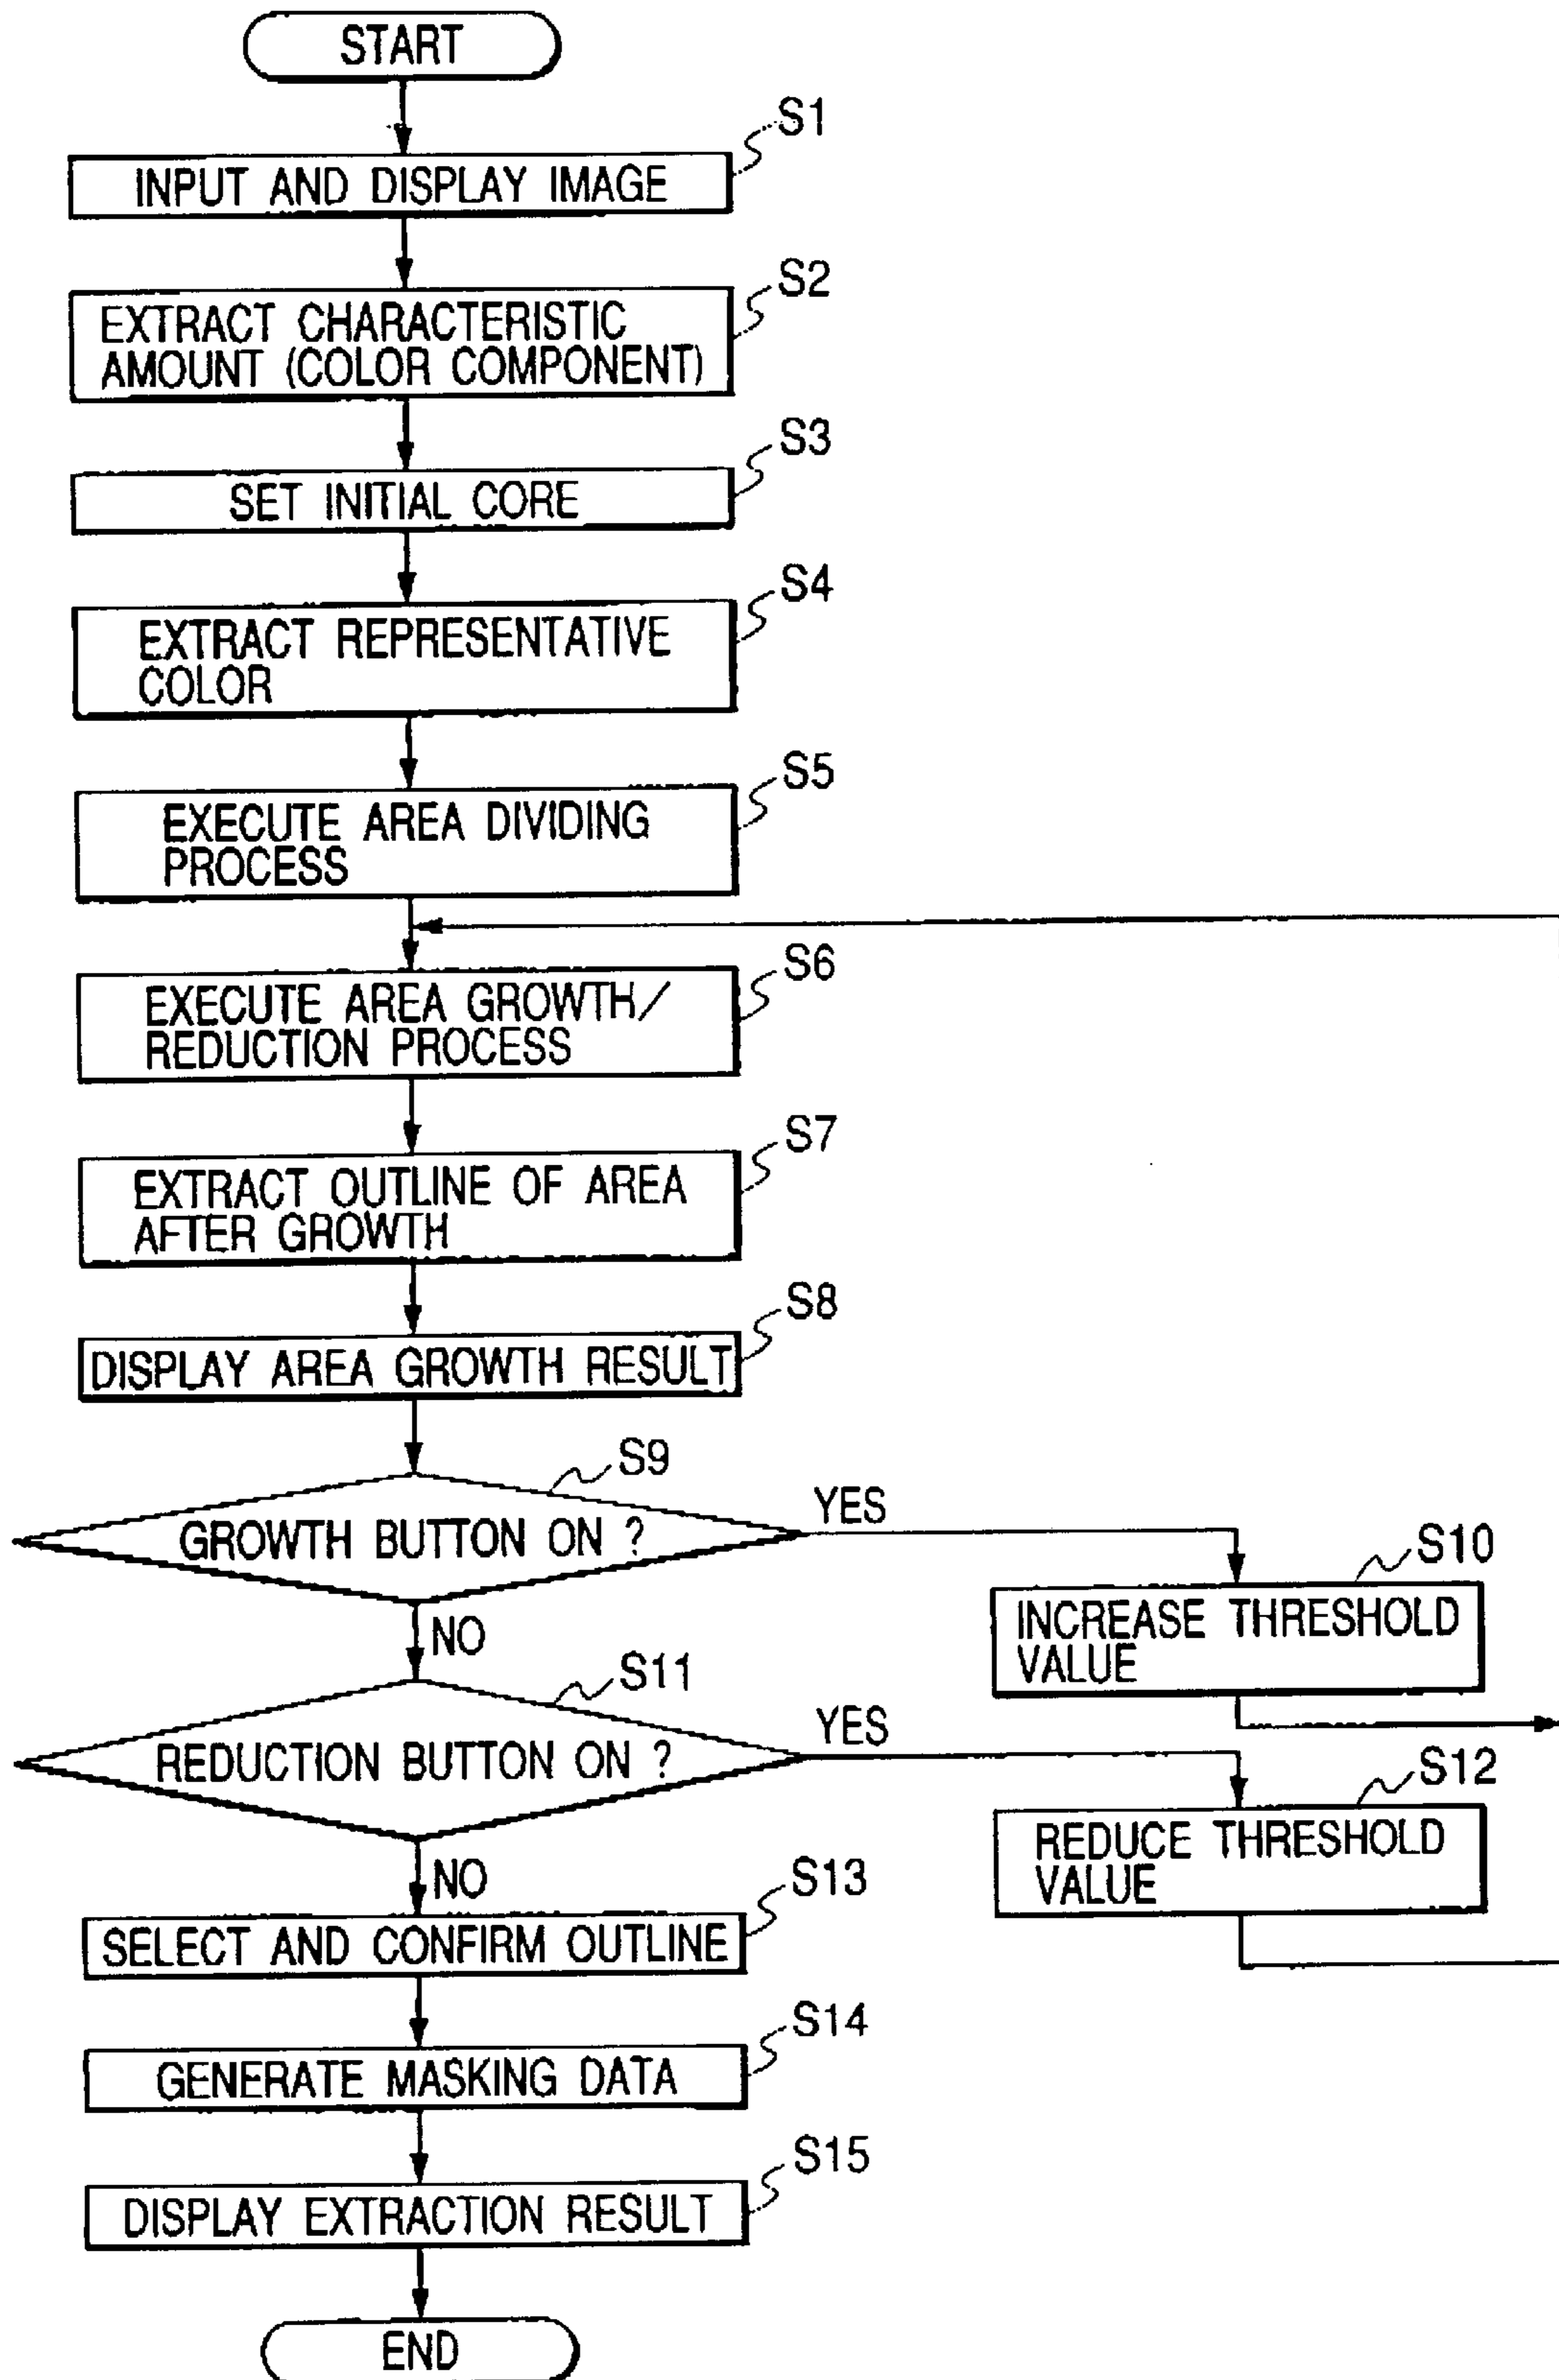 START
S1
INPUT AND DISPLAY IMAGE
S2
EXTRACT CHARACTERISTIC
AMOUNT (COLOR COMPONENT)
S3
SET INITIAL CORE
S4
EXTRACT REPRESENTATIVE
COLOR
S5
EXECUTE AREA DIVIDING
PROCESS
S6
EXECUTE AREA GROWTH/
REDUCTION PROCESS
S7
EXTRACT OUTLINE OF AREA
AFTER GROWTH
S8
DISPLAY AREA GROWTH RESULT
S9
GROWTH BUTTON ON ?
YES
S10
INCREASE THRESHOLD
VALUE
NO
S11
REDUCTION BUTTON ON ?
YES
S12
REDUCE THRESHOLD
VALUE
NO
S13
SELECT AND CONFIRM OUTLINE
S14
GENERATE MASKING DATA
S15
DISPLAY EXTRACTION RESULT
END